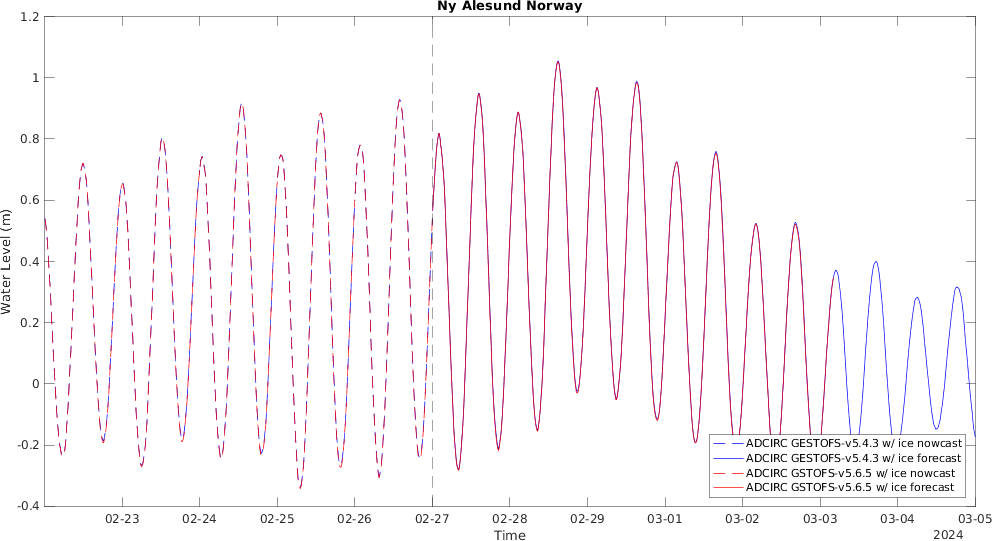 Ny Alesund Norway
Water Level (m)
1.2
1
0.8
0.6
0.4
0.2
0
-0.2
-0.4
ADCIRC GESTOFS-v5.4.3 w/ ice nowcast
ADCIRC GESTOFS-v5.4.3 w/ ice forecast
ADCIRC GSTOFS-v5.6.5 w/ ice nowcast
ADCIRC GSTOFS-v5.6.5 w/ ice forecast
02-23 02-24 02-25 02-26 02-27 02-28 02-29 03-01 03-02 03-03 03-04 03-05
Time
2024